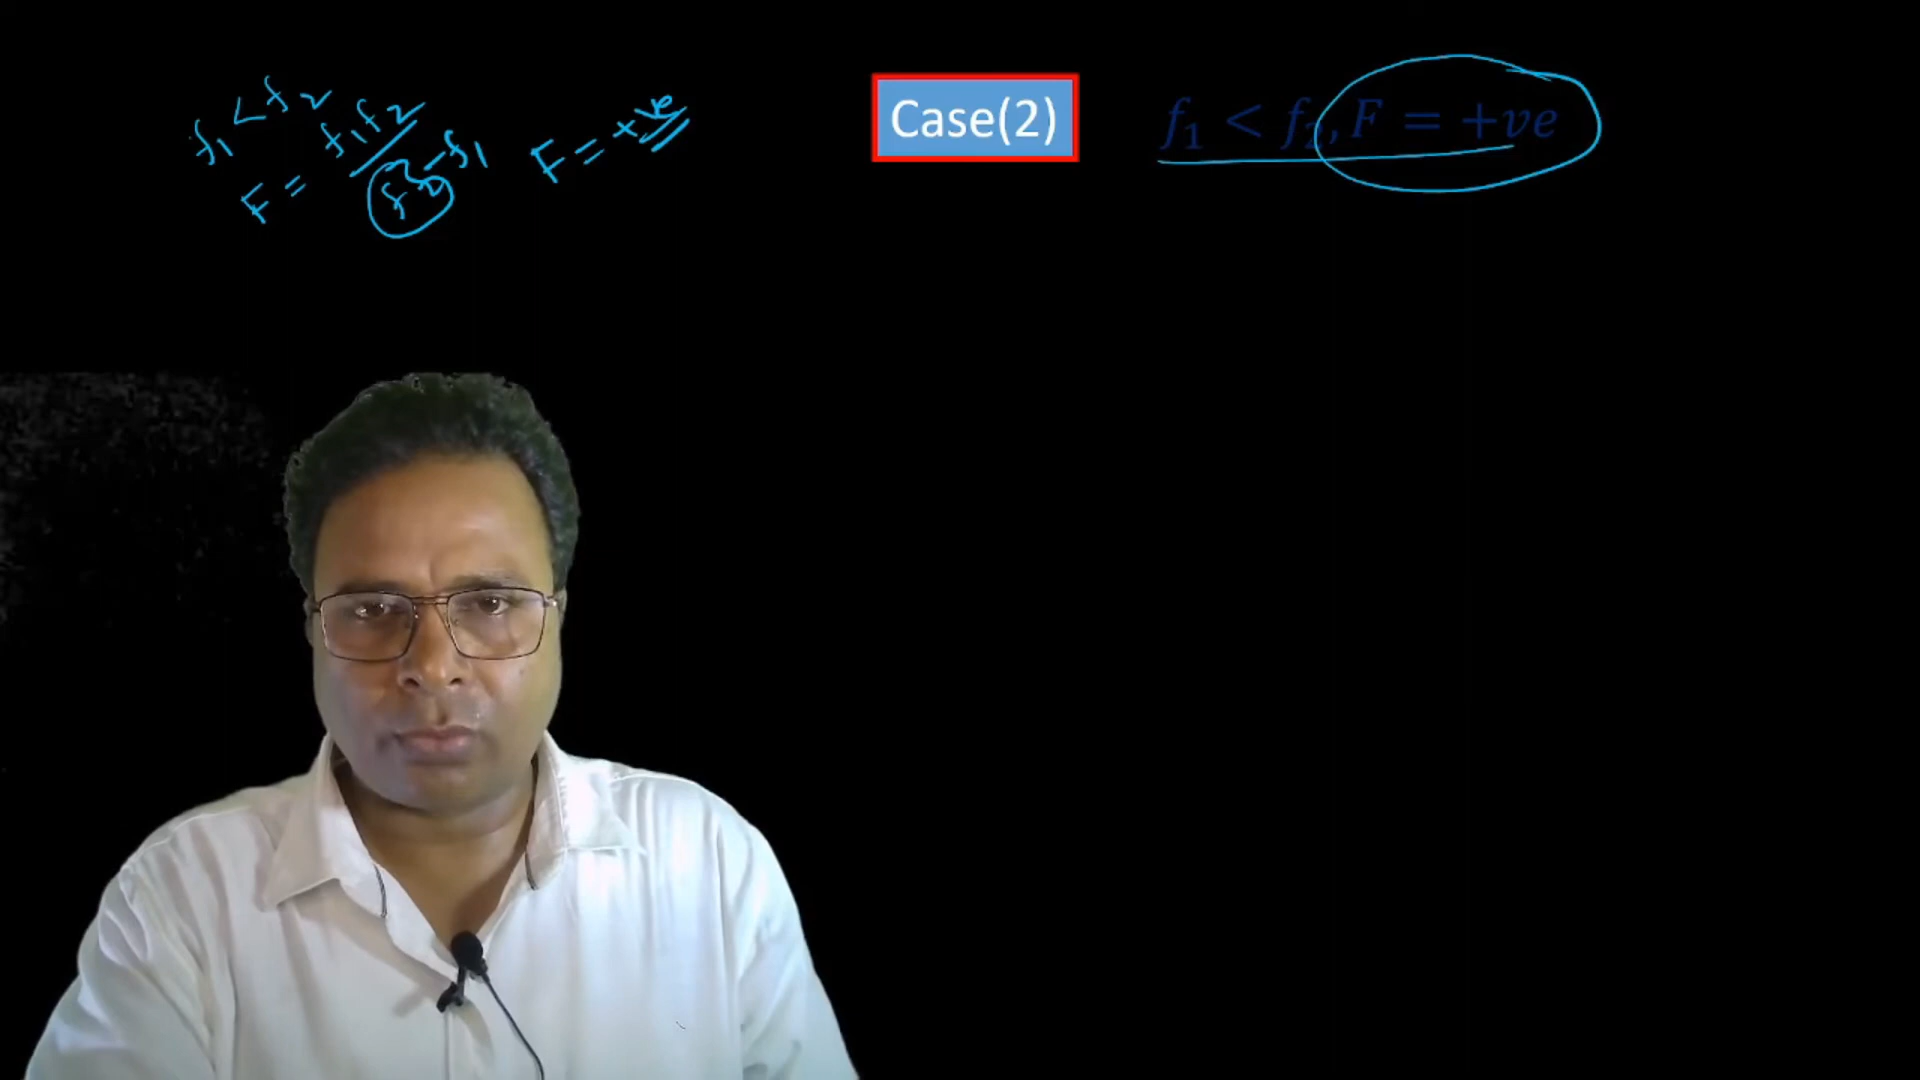 f₁ < f₂
F = f₁f₂ / f₂ - f₁
F = +ve
Case(2)
f₁ < f₂, F = +ve